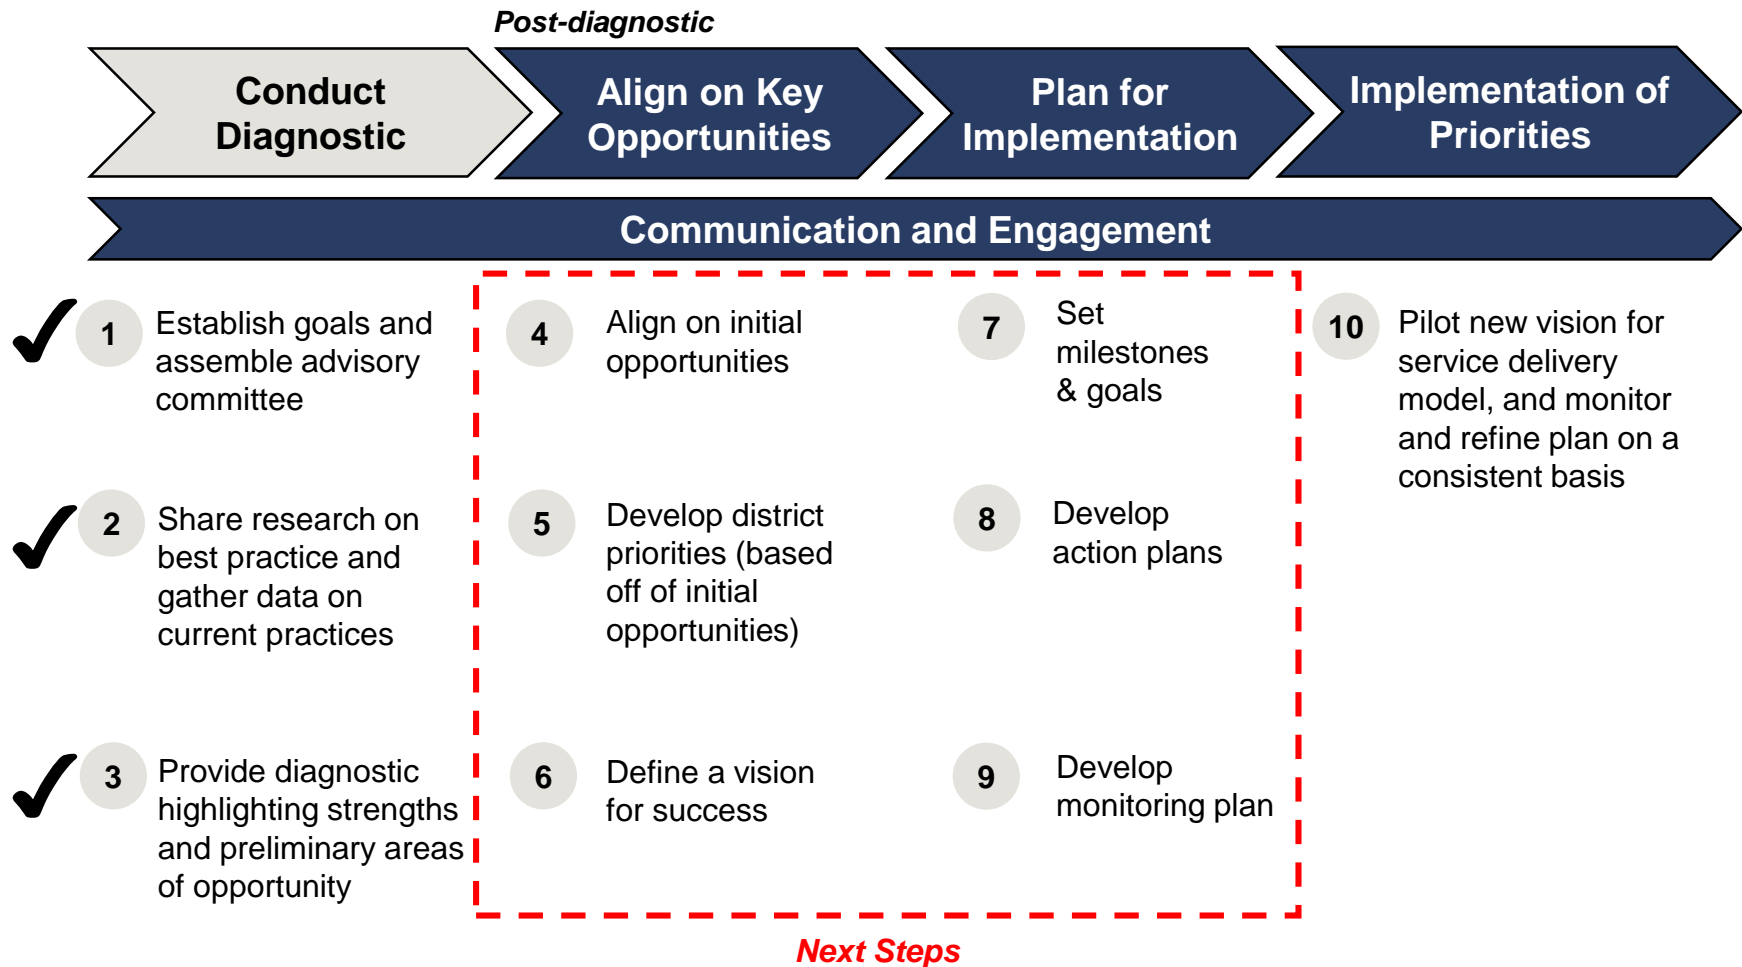 Post-diagnostic
Conduct
Diagnostic
Align on Key
Opportunities
Plan for
Implementation
Implementation of
Priorities
Communication and Engagement
1
Establish goals and
assemble advisory
committee
2
Share research on
best practice and
gather data on
current practices
3
Provide diagnostic
highlighting strengths
and preliminary areas
of opportunity
4
Align on initial
opportunities
5
Develop district
priorities (based
off of initial
opportunities)
6
Define a vision
for success
7
Set
milestones
& goals
8
Develop
action plans
9
Develop
monitoring plan
10
Pilot new vision for
service delivery
model, and monitor
and refine plan on a
consistent basis
Next Steps